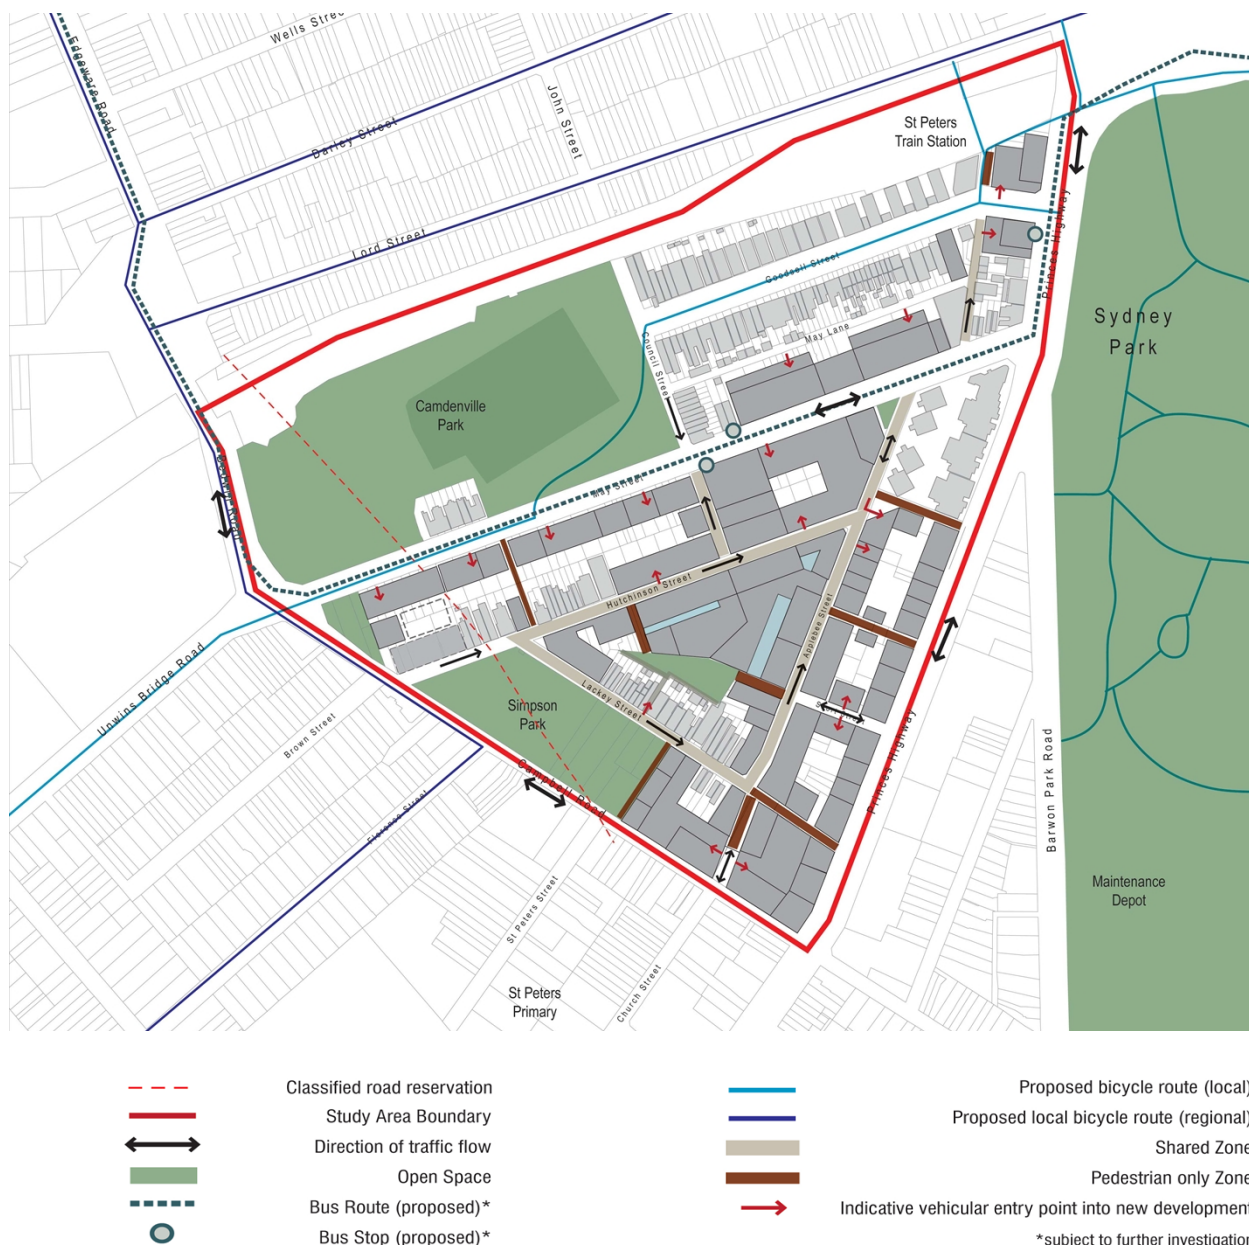 Wells Street
Edgeware Road
John Street
Darley Street
St Peters
Train Station
Lord Street
Princes Highway
Goodsell Street
Sydney
Park
May Lane
Council Street
Camdenville
Park
May Street
Hutchinson Street
Applebee Street
Lackey Street
Simpson
Park
Unwins Bridge Road
Brown Street
Campbell Road
Princes Highway
Barwon Park Road
Florence Street
Maintenance
Depot
St Peters Street
St Peters
Primary
Church Street
Classified road reservation
Study Area Boundary
Direction of traffic flow
Open Space
Bus Route (proposed)*
Bus Stop (proposed)*
Proposed bicycle route (local)
Proposed local bicycle route (regional)
Shared Zone
Pedestrian only Zone
Indicative vehicular entry point into new development
*subject to further investigation